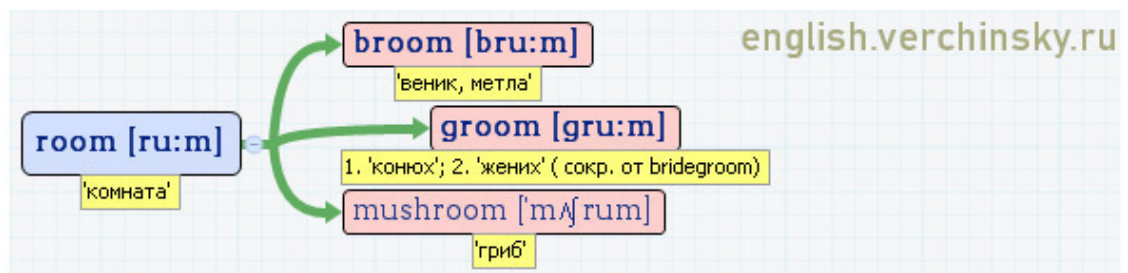 english.verchinsky.ru
broom [bru:m]
'веник, метла'
groom [gru:m]
room [ru:m]
1. 'конюх'; 2. 'жених' ( сокр. от bridegroom)
'комната'
mushroom ['mʌʃrum]
'гриб'